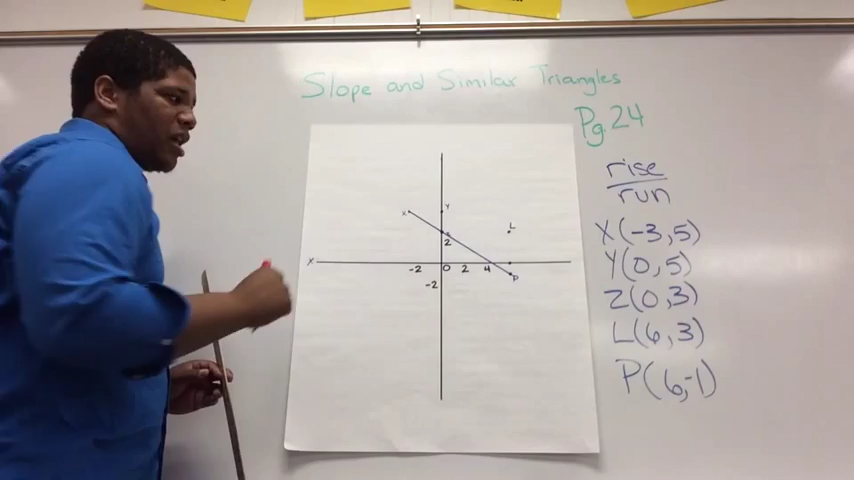 Slope and Similar Triangles
Pg. 24
rise
run
X(-3,5)
Y(0,5)
Z(0,3)
L(6,3)
P(6,-1)
Y
X
L
2
X
-2
0
2
4
P
-2